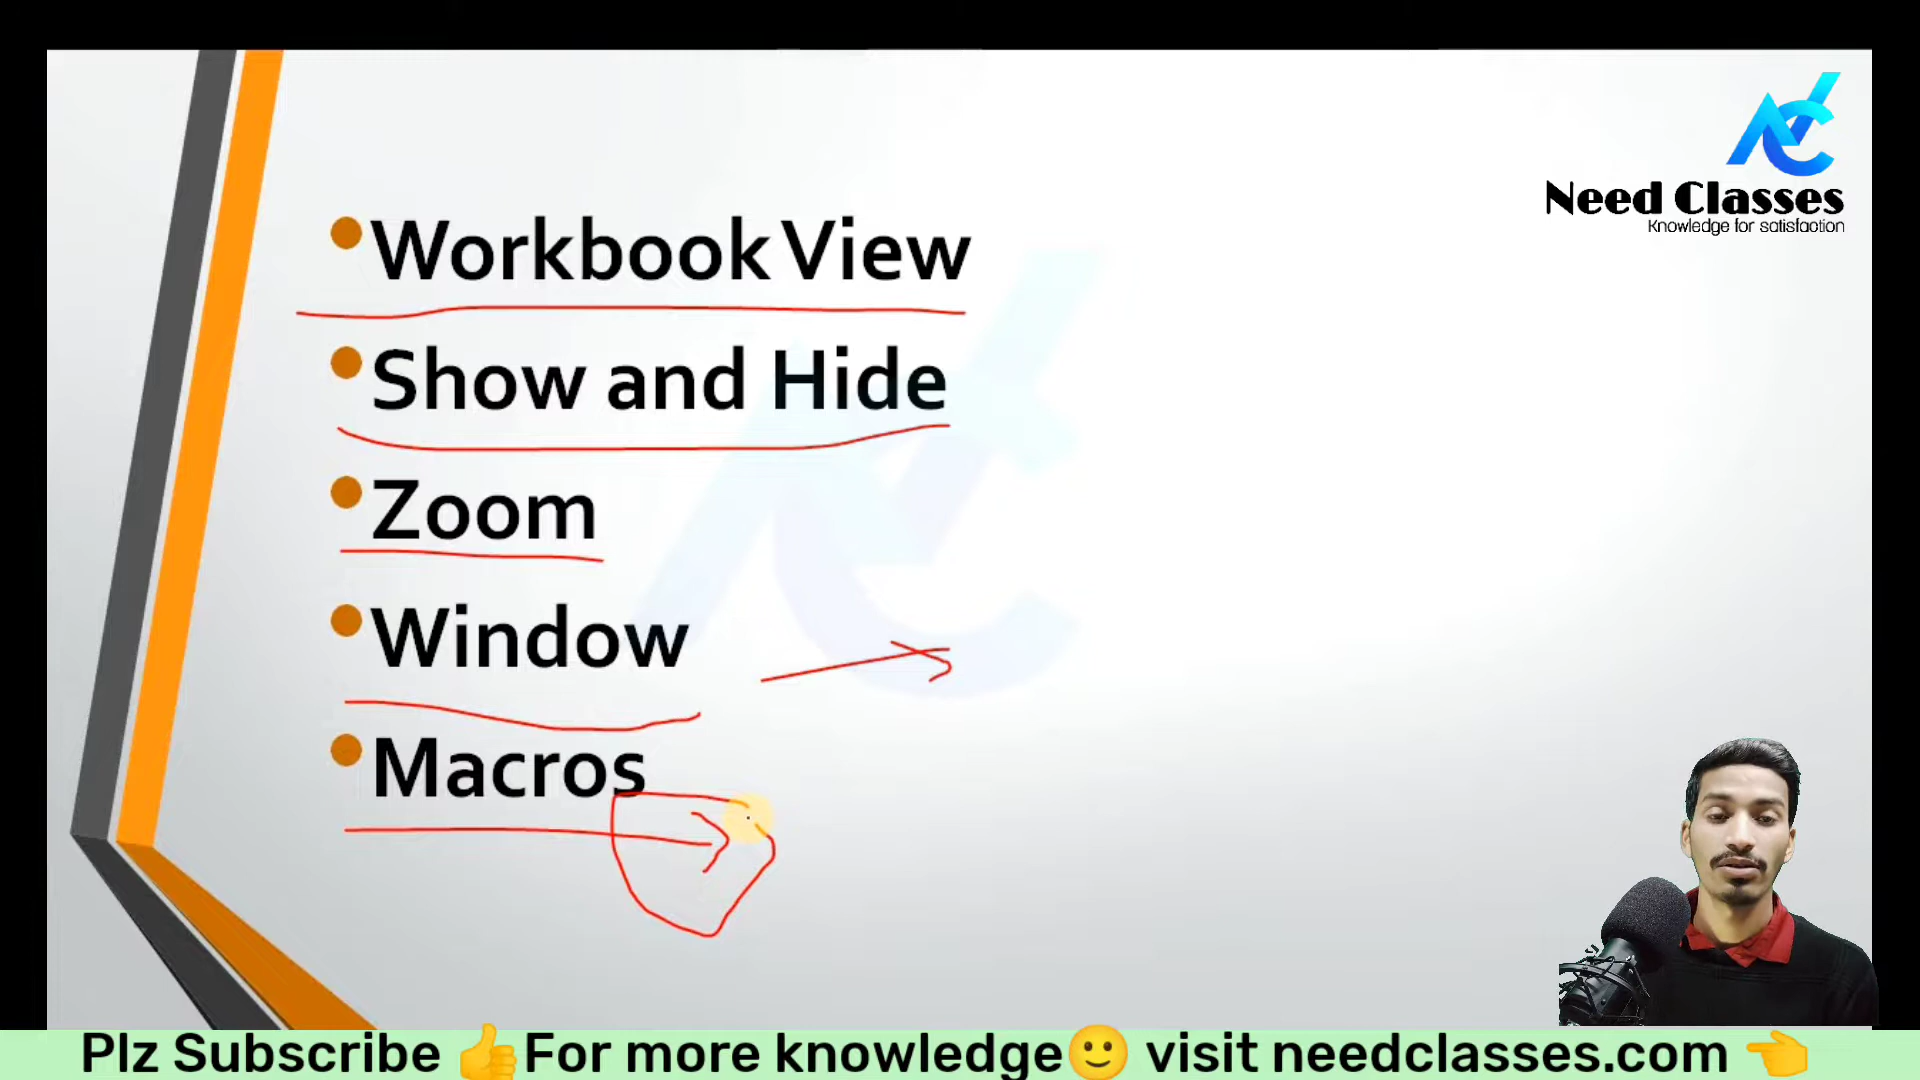 Need Classes
Knowledge for satisfaction
Workbook View
Show and Hide
Zoom
Window
Macros
Plz Subscribe 👍For more knowledge🙂 visit needclasses.com 👈